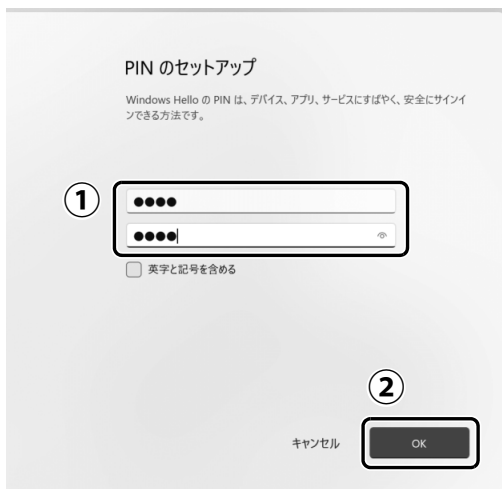 PIN のセットアップ
Windows Hello の PIN は、デバイス、アプリ、サービスにすばやく、安全にサインイ
ンできる方法です。
①
●●●●
●●●●
英字と記号を含める
②
キャンセル OK